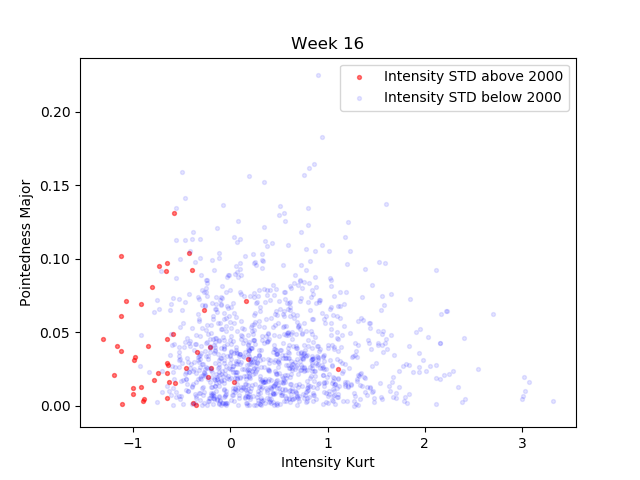 Week 16
Intensity STD above 2000
Intensity STD below 2000
Pointedness Major
0.20
0.15
0.10
0.05
0.00
−1
0
1
2
3
Intensity Kurt